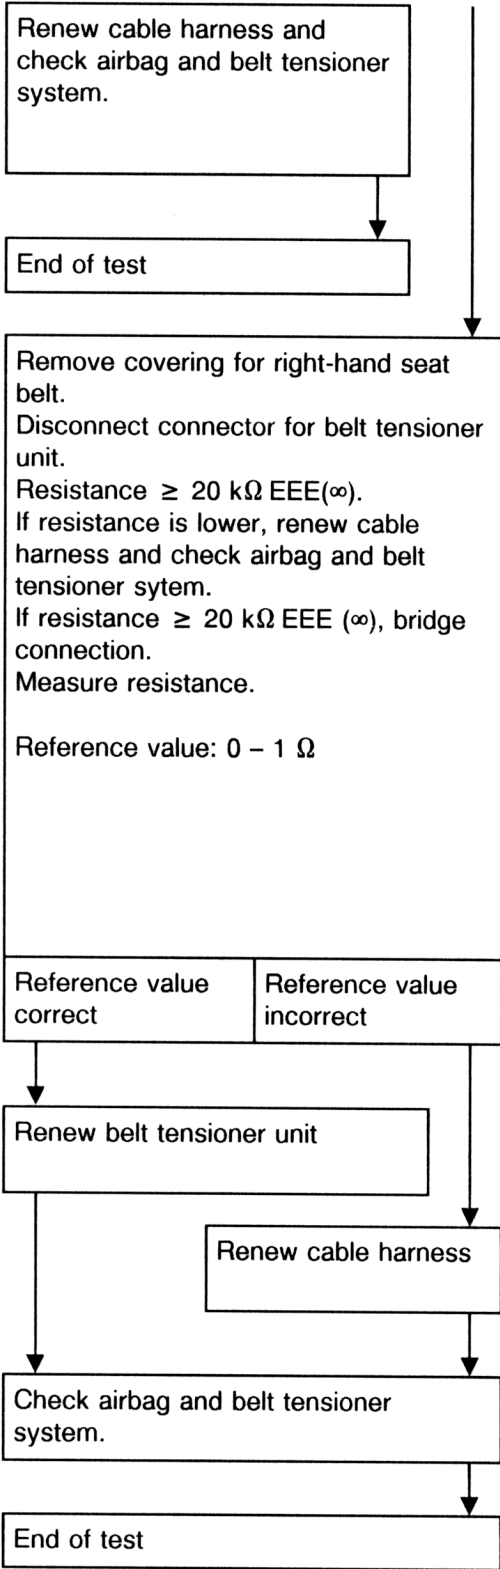 Renew cable harness and
check airbag and belt tensioner
system.
End of test
Remove covering for right-hand seat
belt.
Disconnect connector for belt tensioner
unit.
Resistance ≥ 20 kΩ EEE(∞).
If resistance is lower, renew cable
harness and check airbag and belt
tensioner sytem.
If resistance ≥ 20 kΩ EEE (∞), bridge
connection.
Measure resistance.
Reference value: 0 – 1 Ω
Reference value
correct
Reference value
incorrect
Renew belt tensioner unit
Renew cable harness
Check airbag and belt tensioner
system.
End of test